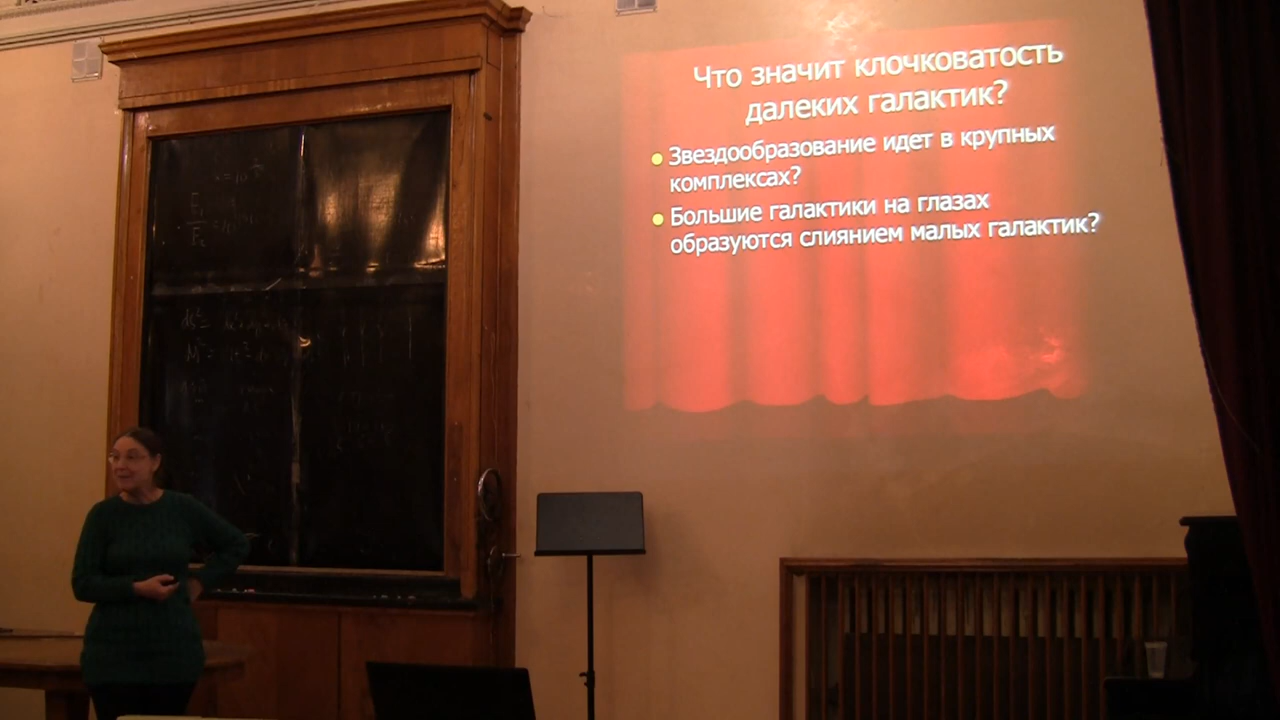 Что значит клочковатость
далеких галактик?
Звездообразование идет в крупных
комплексах?
Большие галактики на глазах
образуются слиянием малых галактик?